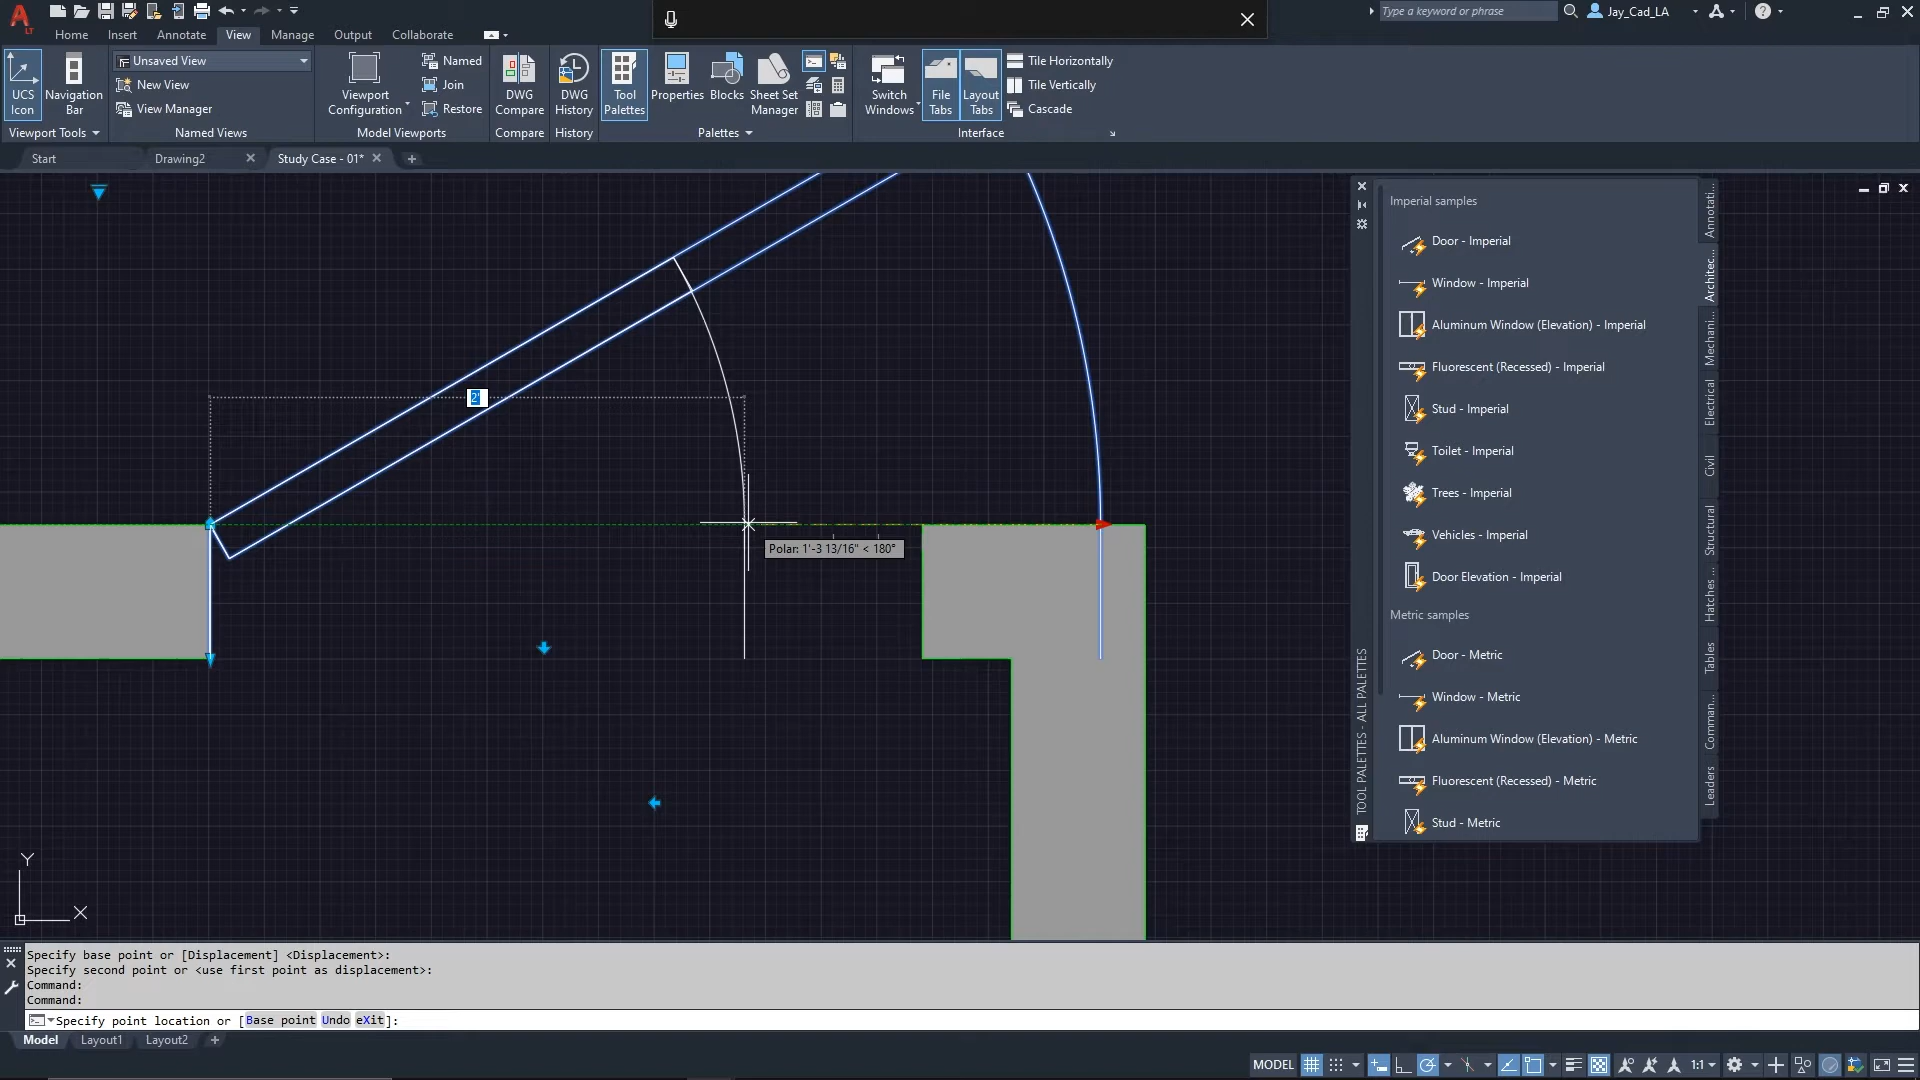 Type a keyword or phrase
Jay_Cad_LA
LT
Home
Insert
Annotate
View
Manage
Output
Collaborate
UCS
Icon
Navigation
Bar
Viewport Tools
Unsaved View
New View
View Manager
Named Views
Viewport
Configuration
Named
Join
Restore
Model Viewports
DWG
Compare
Compare
DWG
History
History
Tool
Palettes
Properties
Blocks
Sheet Set
Manager
Palettes
Switch
Windows
File
Tabs
Layout
Tabs
Tile Horizontally
Tile Vertically
Cascade
Interface
Start
Drawing2
Study Case - 01*
2'
Polar: 1'-3 13/16" < 180°
Y
X
Imperial samples
Door - Imperial
Window - Imperial
Aluminum Window (Elevation) - Imperial
Fluorescent (Recessed) - Imperial
Stud - Imperial
Toilet - Imperial
Trees - Imperial
Vehicles - Imperial
Door Elevation - Imperial
Metric samples
Door - Metric
Window - Metric
Aluminum Window (Elevation) - Metric
Fluorescent (Recessed) - Metric
Stud - Metric
Annotati...
Architec...
Mechani...
Electrical
Civil
Structural
Hatches ...
Tables
Comman...
Leaders
TOOL PALETTES - ALL PALETTES
Specify base point or [Displacement] <Displacement>:
Specify second point or <use first point as displacement>:
Command:
Command:
Specify point location or [Base point Undo eXit]:
Model
Layout1
Layout2
MODEL
1:1